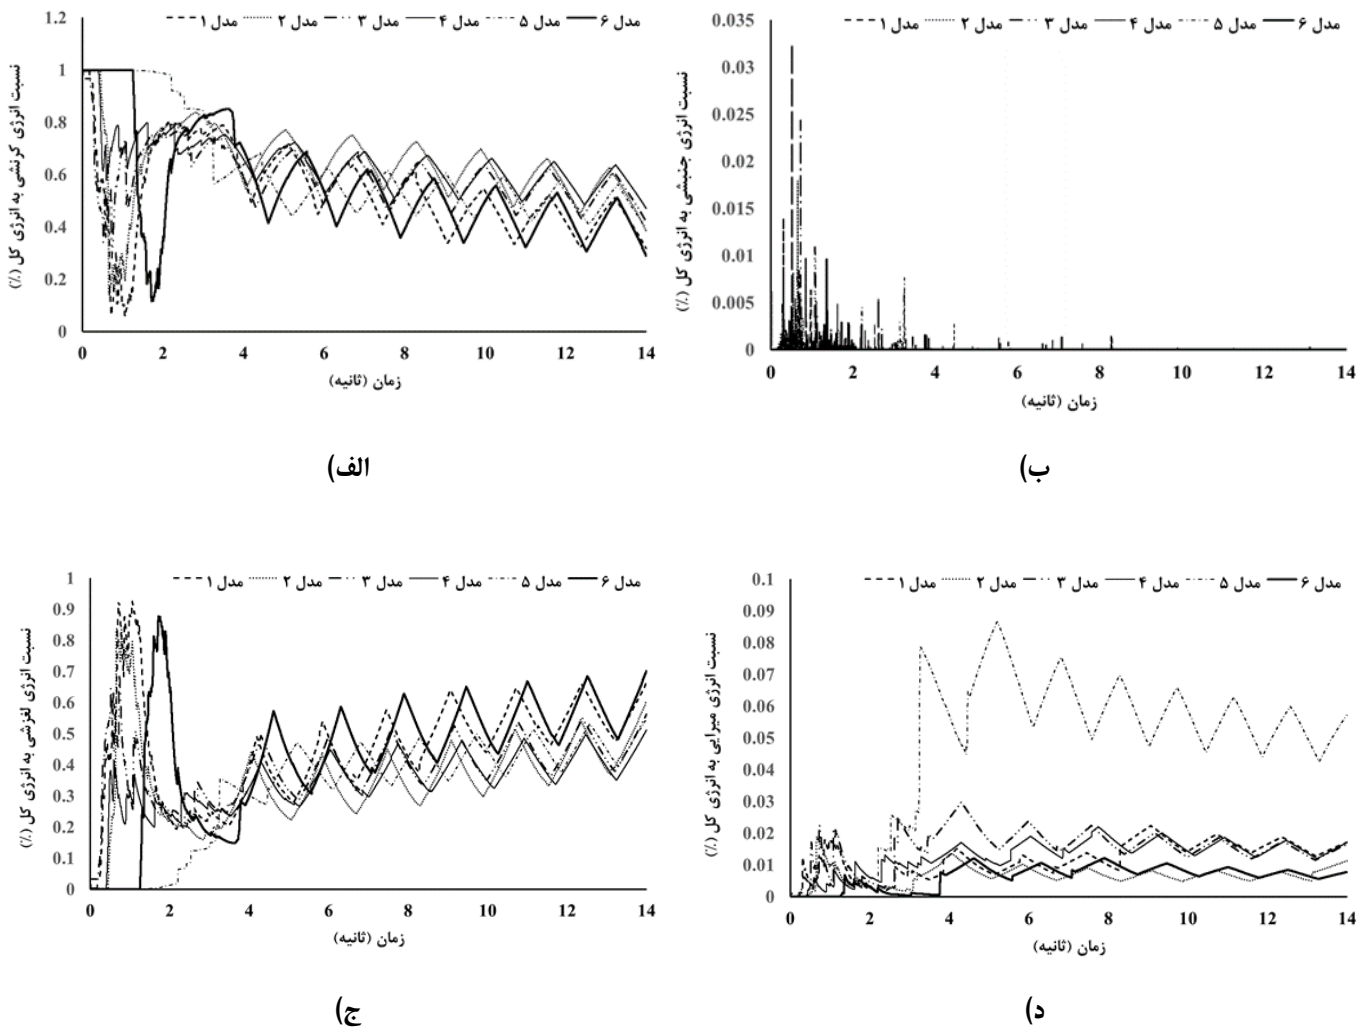 مدل ۱ مدل ۲ مدل ۳ مدل ۴ مدل ۵ مدل ۶
نسبت انرژی کرنشی به انرژی کل (٪)
1.2
1
0.8
0.6
0.4
0.2
0
0 2 4 6 8 10 12 14
زمان (ثانیه)
الف)
مدل ۱ مدل ۲ مدل ۳ مدل ۴ مدل ۵ مدل ۶
نسبت انرژی جنبشی به انرژی کل (٪)
0.035
0.03
0.025
0.02
0.015
0.01
0.005
0
0 2 4 6 8 10 12 14
زمان (ثانیه)
ب)
مدل ۱ مدل ۲ مدل ۳ مدل ۴ مدل ۵ مدل ۶
نسبت انرژی لغزشی به انرژی کل (٪)
1
0.9
0.8
0.7
0.6
0.5
0.4
0.3
0.2
0.1
0
0 2 4 6 8 10 12 14
زمان (ثانیه)
ج)
مدل ۱ مدل ۲ مدل ۳ مدل ۴ مدل ۵ مدل ۶
نسبت انرژی میرایی به انرژی کل (٪)
0.1
0.09
0.08
0.07
0.06
0.05
0.04
0.03
0.02
0.01
0
0 2 4 6 8 10 12 14
زمان (ثانیه)
د)